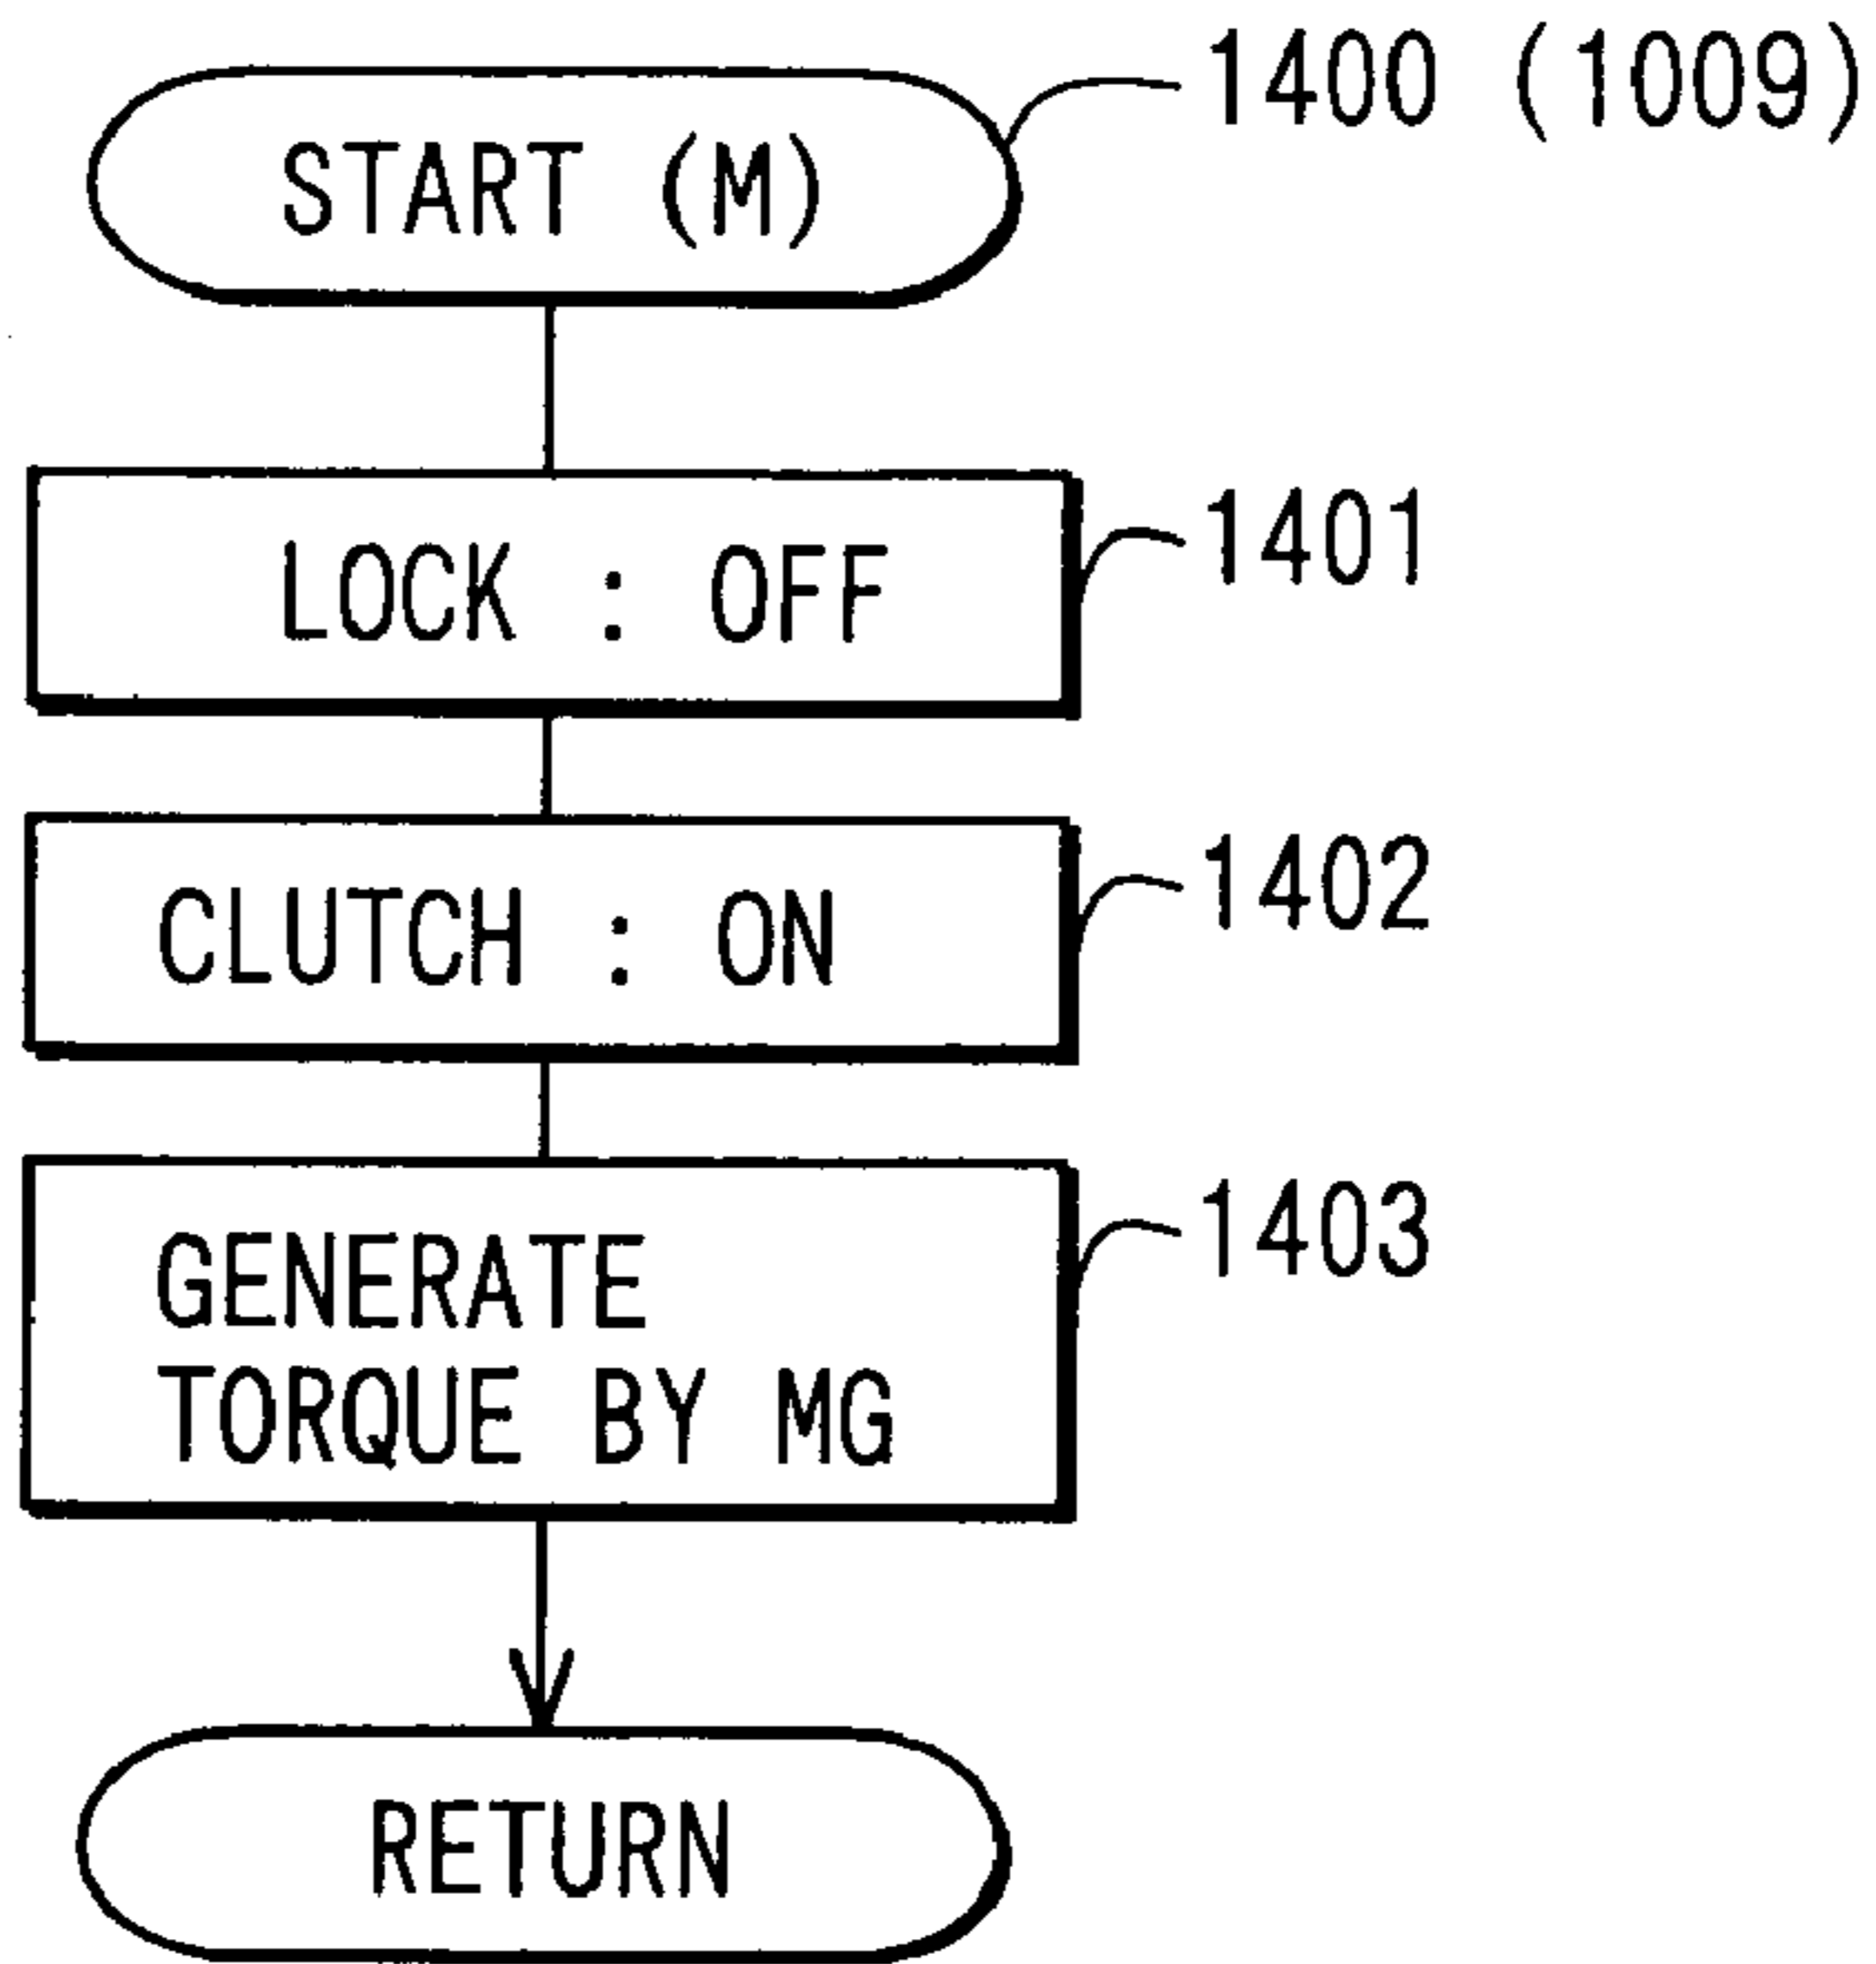 START (M)
1400 (1009)
LOCK : OFF
1401
CLUTCH : ON
1402
GENERATE
TORQUE BY MG
1403
RETURN